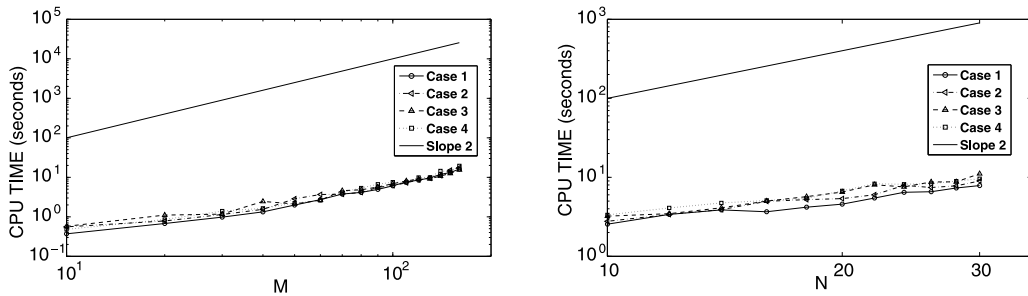 10^5
10^4
10^3
10^2
10^1
10^0
10^-1
CPU TIME (seconds)
Case 1
Case 2
Case 3
Case 4
Slope 2
10^1
10^2
M
10^3
10^2
10^1
10^0
CPU TIME (seconds)
Case 1
Case 2
Case 3
Case 4
Slope 2
10
20
30
N